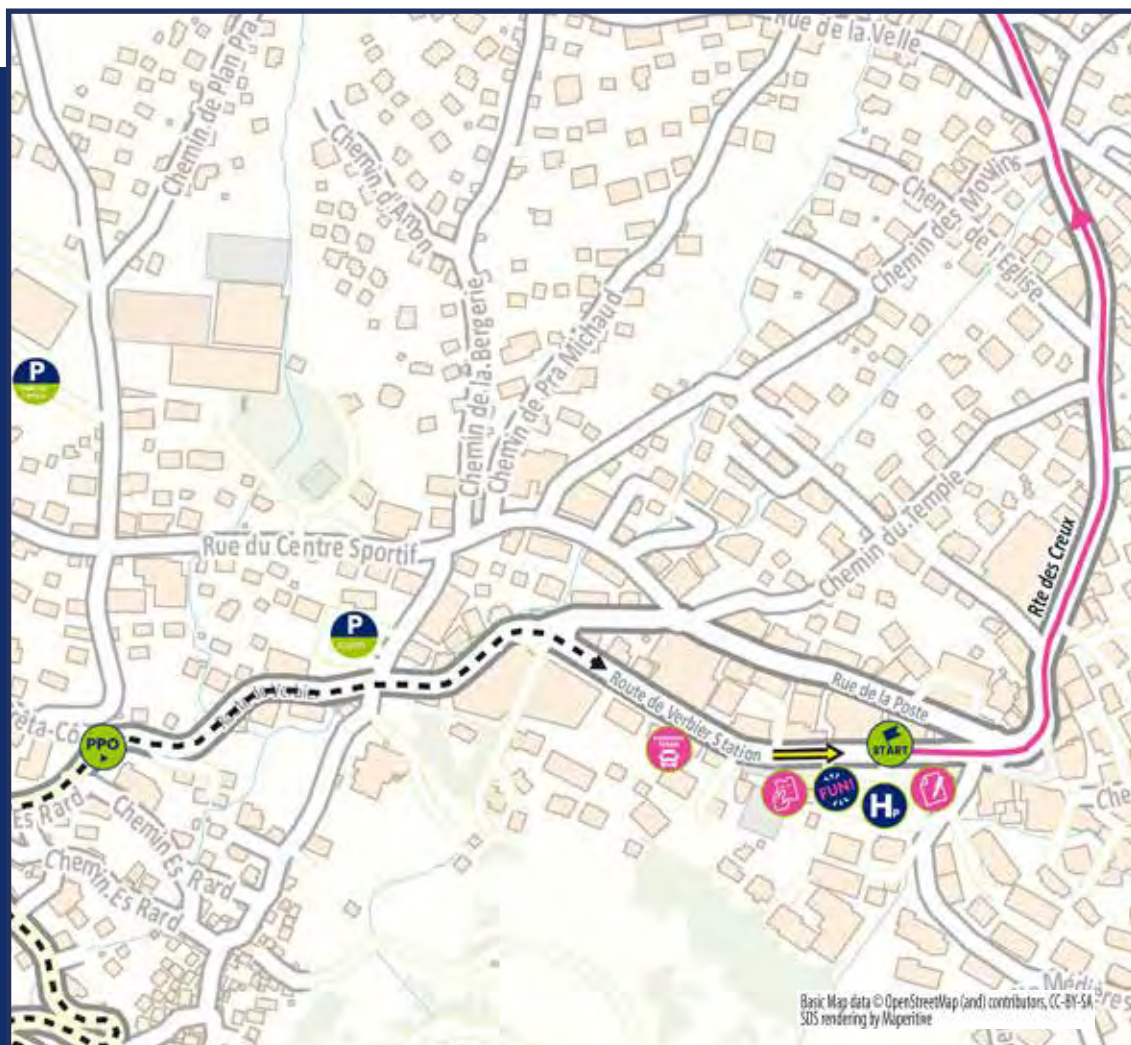 Rue de la Velle
Chemin de Plan Pra
Chemin d'Amon
Chemin des Moulins
Chemin de l'Eglise
Chemin de la Bergerie
Chemin de Pra Michaud
P
Rue du Centre Sportif
Chemin du Temple
Rte des Creux
P
Rue de la Poste
Route de Verbier Station
PPO
START
FUN!
HP
Es Rard
Chemin Es Rard
Chemin Es Rard
Basic Map data © OpenStreetMap (and) contributors, CC-BY-SA
SDS rendering by Maperitive